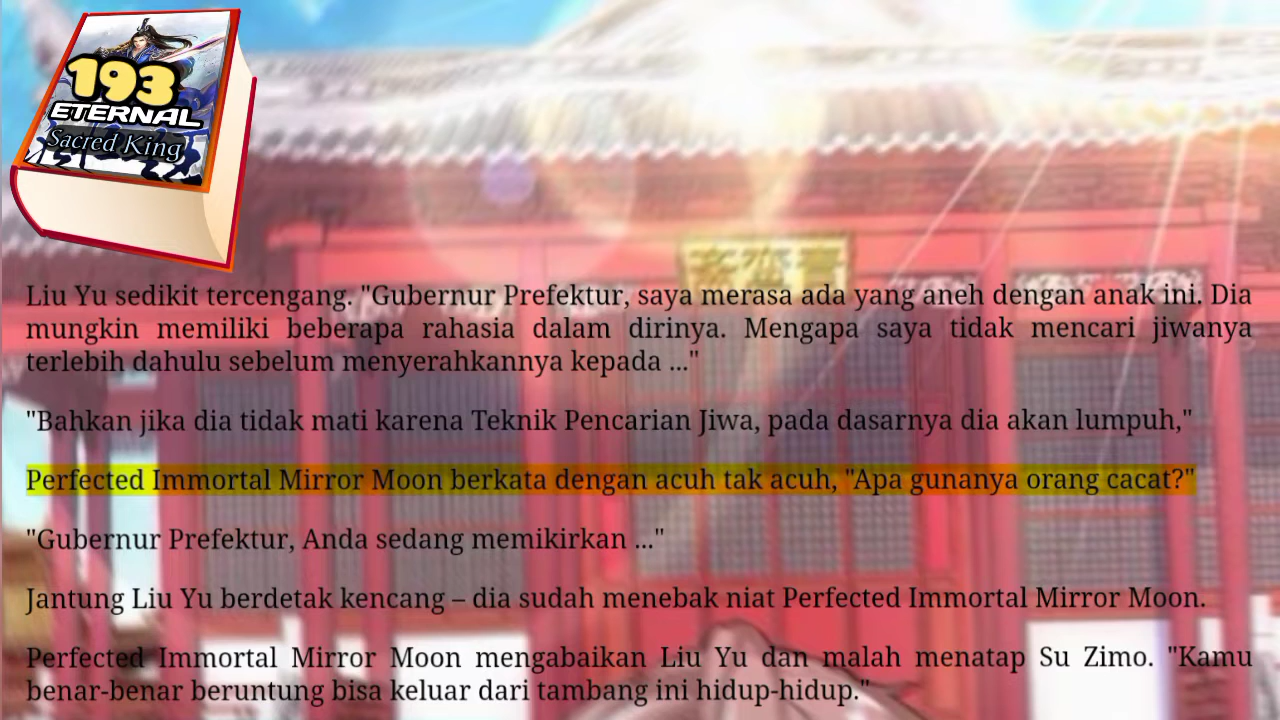 193
ETERNAL
Sacred King
Liu Yu sedikit tercengang. "Gubernur Prefektur, saya merasa ada yang aneh dengan anak ini. Dia
mungkin memiliki beberapa rahasia dalam dirinya. Mengapa saya tidak mencari jiwanya
terlebih dahulu sebelum menyerahkannya kepada ..."
"Bahkan jika dia tidak mati karena Teknik Pencarian Jiwa, pada dasarnya dia akan lumpuh,"
Perfected Immortal Mirror Moon berkata dengan acuh tak acuh, "Apa gunanya orang cacat?"
"Gubernur Prefektur, Anda sedang memikirkan ..."
Jantung Liu Yu berdetak kencang – dia sudah menebak niat Perfected Immortal Mirror Moon.
Perfected Immortal Mirror Moon mengabaikan Liu Yu dan malah menatap Su Zimo. "Kamu
benar-benar beruntung bisa keluar dari tambang ini hidup-hidup."